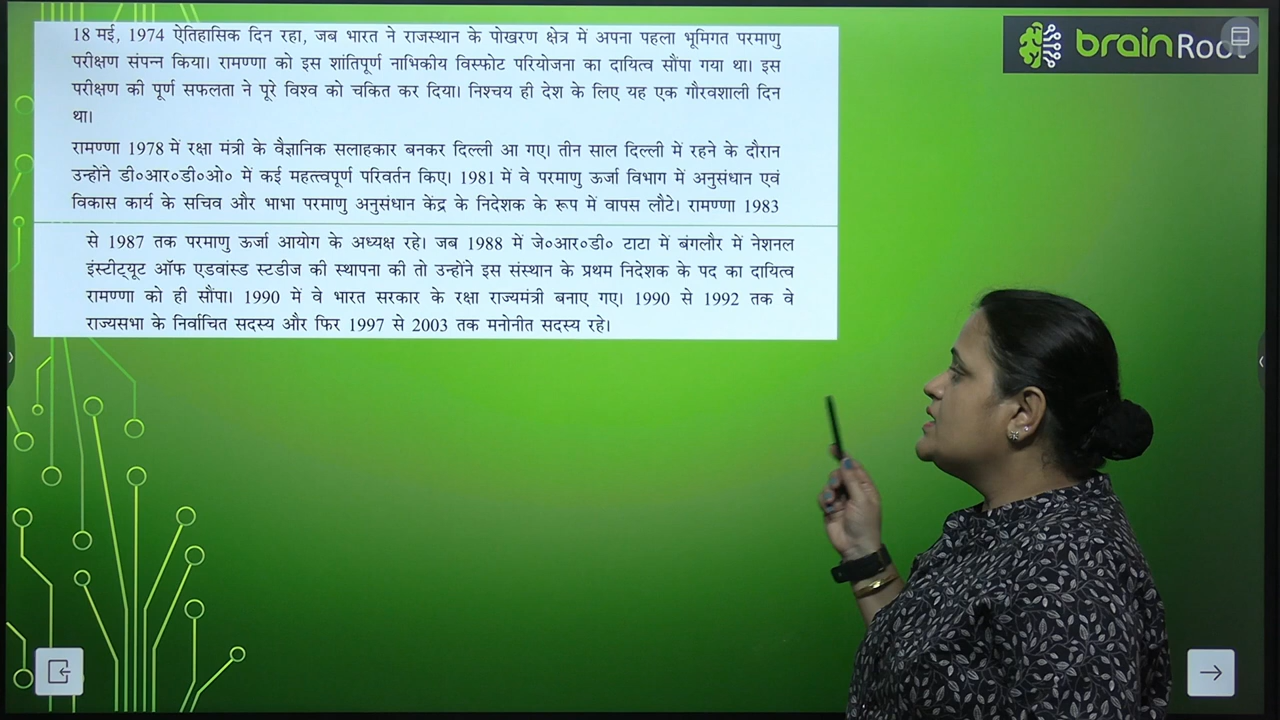 18 मई, 1974 ऐतिहासिक दिन रहा, जब भारत ने राजस्थान के पोखरण क्षेत्र में अपना पहला भूमिगत परमाणु
परीक्षण संपन्न किया। रामण्णा को इस शांतिपूर्ण नाभिकीय विस्फोट परियोजना का दायित्व सौंपा गया था। इस
परीक्षण की पूर्ण सफलता ने पूरे विश्व को चकित कर दिया। निश्चय ही देश के लिए यह एक गौरवशाली दिन
था।
रामण्णा 1978 में रक्षा मंत्री के वैज्ञानिक सलाहकार बनकर दिल्ली आ गए। तीन साल दिल्ली में रहने के दौरान
उन्होंने डी०आर०डी०ओ० में कई महत्त्वपूर्ण परिवर्तन किए। 1981 में वे परमाणु ऊर्जा विभाग में अनुसंधान एवं
विकास कार्य के सचिव और भाभा परमाणु अनुसंधान केंद्र के निदेशक के रूप में वापस लौटे। रामण्णा 1983
से 1987 तक परमाणु ऊर्जा आयोग के अध्यक्ष रहे। जब 1988 में जे०आर०डी० टाटा में बंगलौर में नेशनल
इंस्टीट्यूट ऑफ एडवांस्ड स्टडीज की स्थापना की तो उन्होंने इस संस्थान के प्रथम निदेशक के पद का दायित्व
रामण्णा को ही सौंपा। 1990 में वे भारत सरकार के रक्षा राज्यमंत्री बनाए गए। 1990 से 1992 तक वे
राज्यसभा के निर्वाचित सदस्य और फिर 1997 से 2003 तक मनोनीत सदस्य रहे।
brainRoot